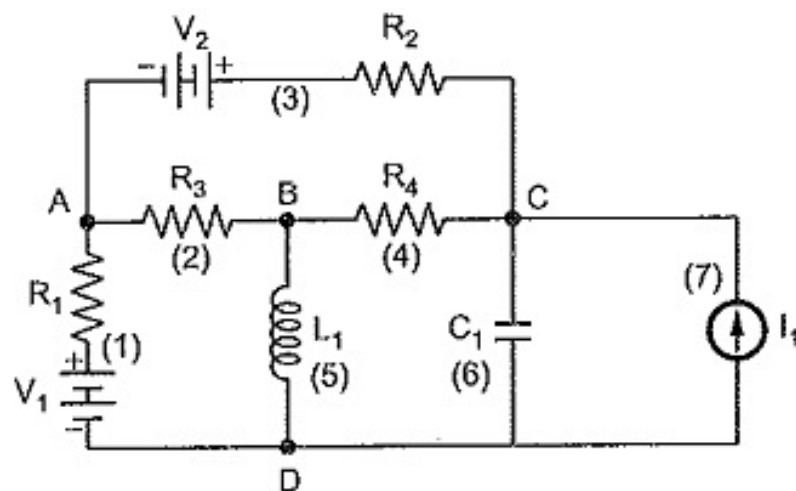 V₂ R₂
- +
(3)
A R₃ B R₄ C
(2) (4) (7)
R₁ (1) L₁ C₁ I₁
+ (5) (6)
V₁
-
D